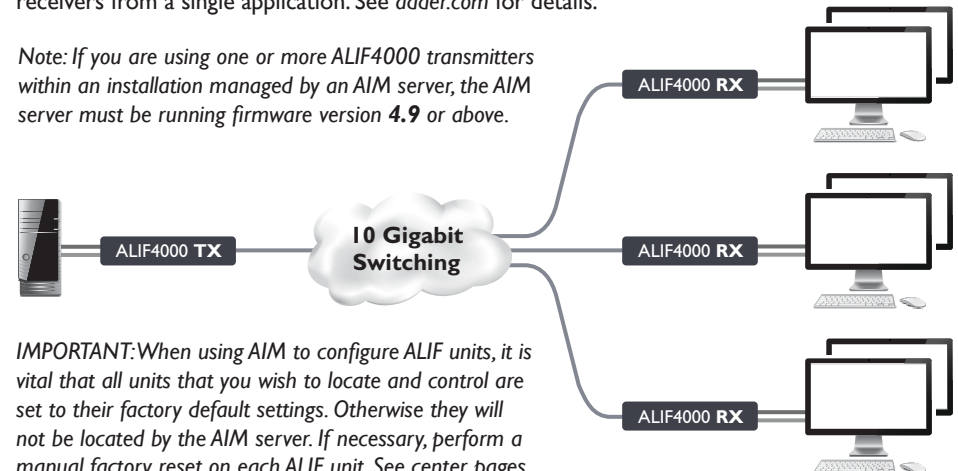 receivers from a single application. See adder.com for details.
Note: If you are using one or more ALIF4000 transmitters
within an installation managed by an AIM server, the AIM
server must be running firmware version 4.9 or above.
ALIF4000 RX
ALIF4000 TX
10 Gigabit
Switching
ALIF4000 RX
IMPORTANT: When using AIM to configure ALIF units, it is
vital that all units that you wish to locate and control are
set to their factory default settings. Otherwise they will
not be located by the AIM server. If necessary, perform a
ALIF4000 RX
manual factory reset on each ALIF unit. See center pages